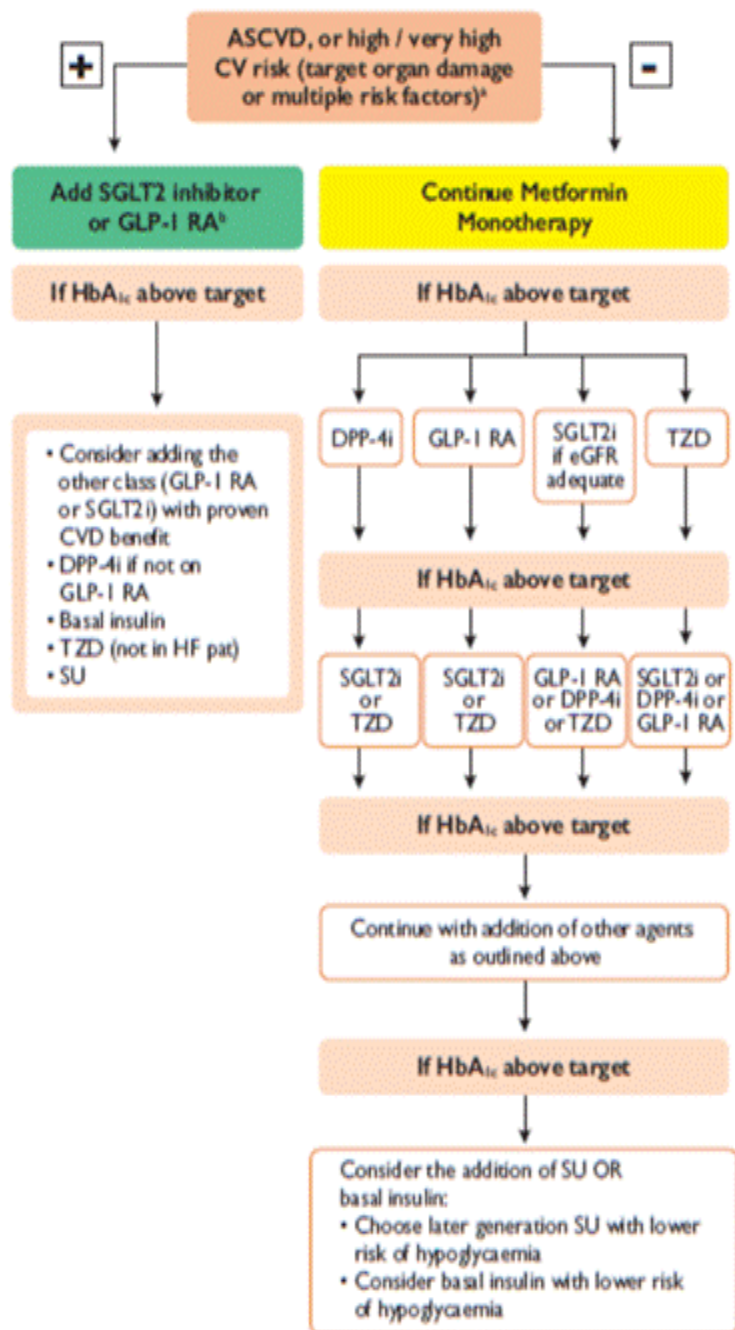 ASCVD, or high / very high
CV risk (target organ damage
or multiple risk factors)ᵃ
+
-
Add SGLT2 inhibitor
or GLP-1 RAᵇ
If HbA1c above target
• Consider adding the
other class (GLP-1 RA
or SGLT2i) with proven
CVD benefit
• DPP-4i if not on
GLP-1 RA
• Basal insulin
• TZD (not in HF pat)
• SU
Continue Metformin
Monotherapy
If HbA1c above target
DPP-4i
GLP-1 RA
SGLT2i
if eGFR
adequate
TZD
If HbA1c above target
SGLT2i
or
TZD
SGLT2i
or
TZD
GLP-1 RA
or DPP-4i
or TZD
SGLT2i or
DPP-4i or
GLP-1 RA
If HbA1c above target
Continue with addition of other agents
as outlined above
If HbA1c above target
Consider the addition of SU OR
basal insulin:
• Choose later generation SU with lower
risk of hypoglycaemia
• Consider basal insulin with lower risk
of hypoglycaemia